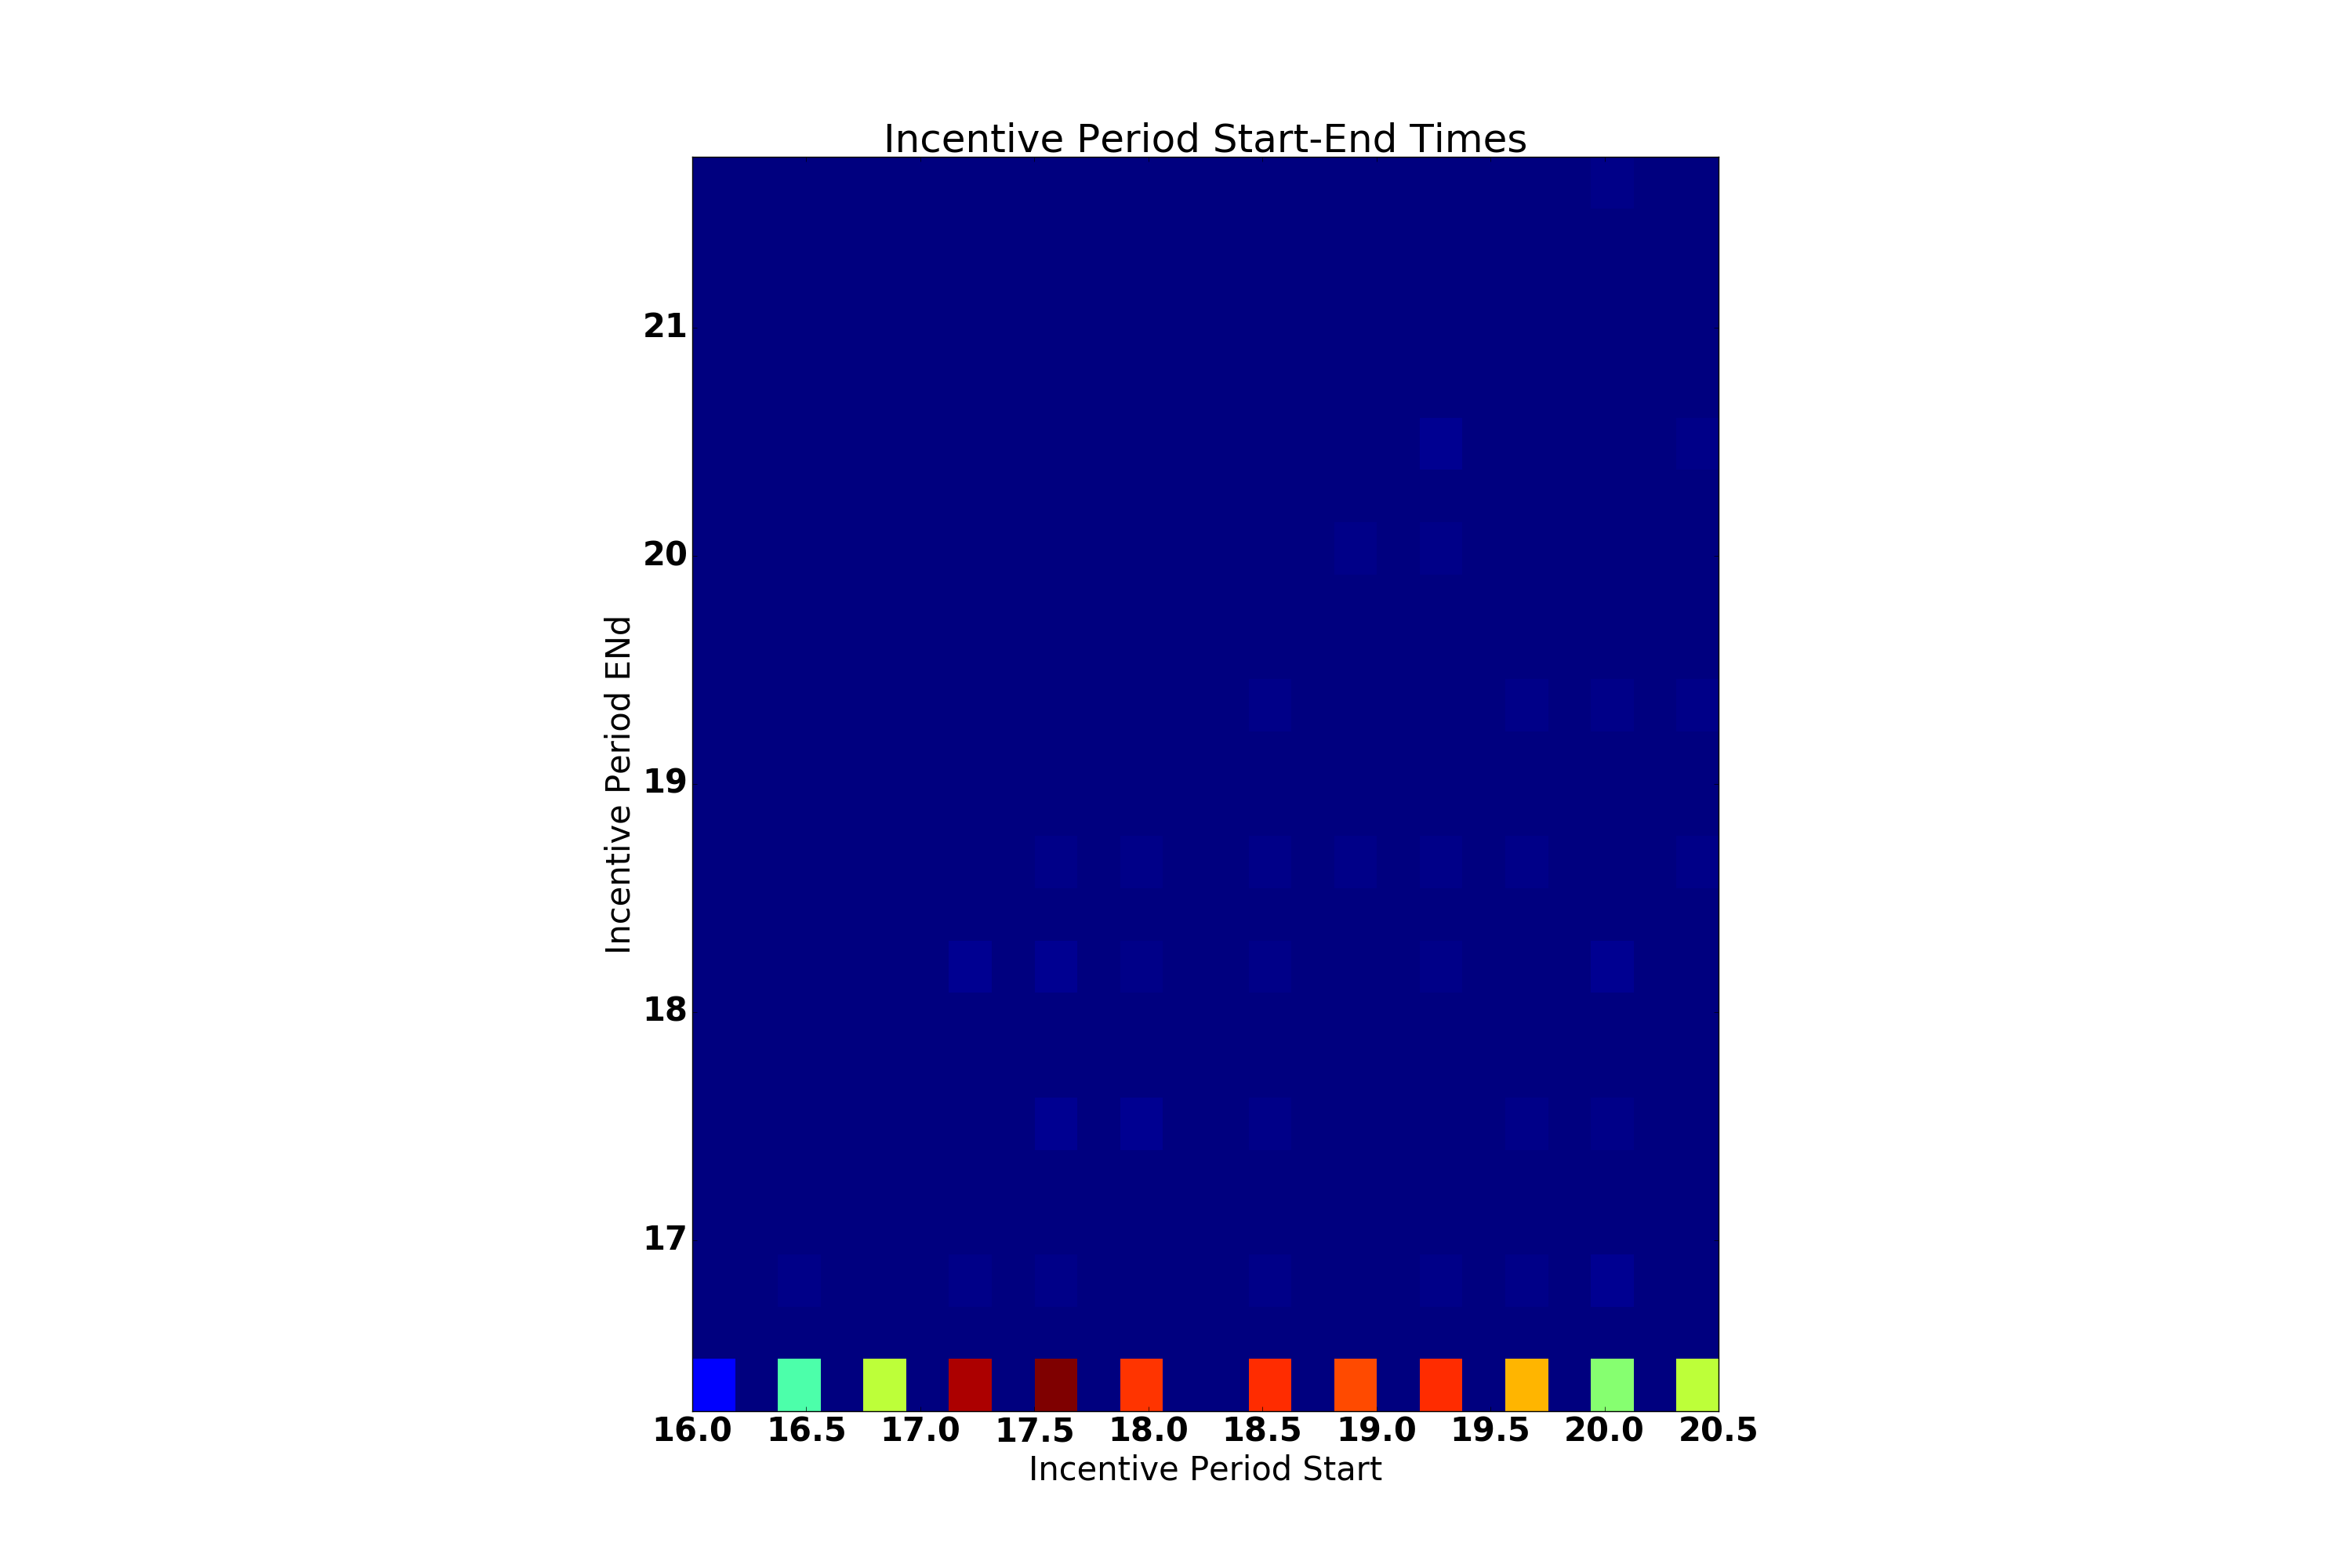 Incentive Period Start-End Times
21
20
19
18
17
Incentive Period ENd
16.0 16.5 17.0 17.5 18.0 18.5 19.0 19.5 20.0 20.5
Incentive Period Start